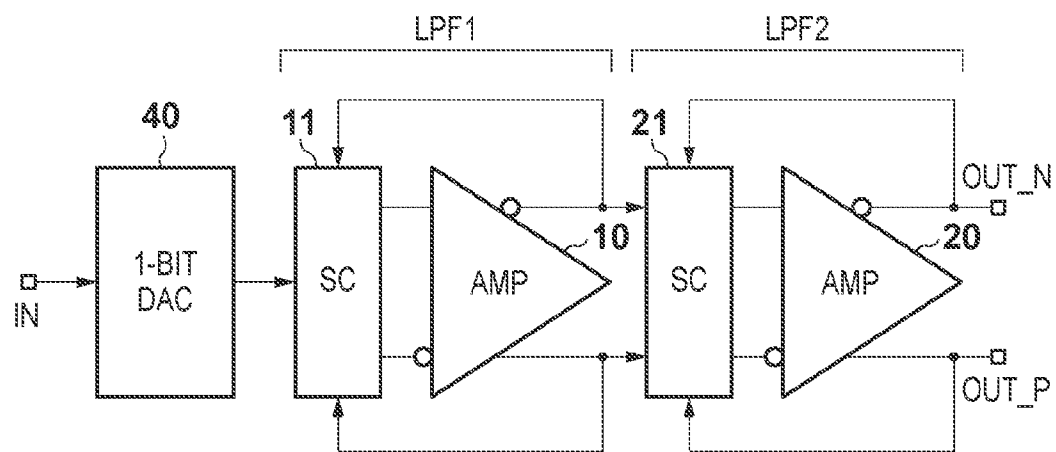 LPF1
LPF2
40
11
21
OUT_N
10
20
1-BIT
DAC
SC
AMP
SC
AMP
IN
OUT_P